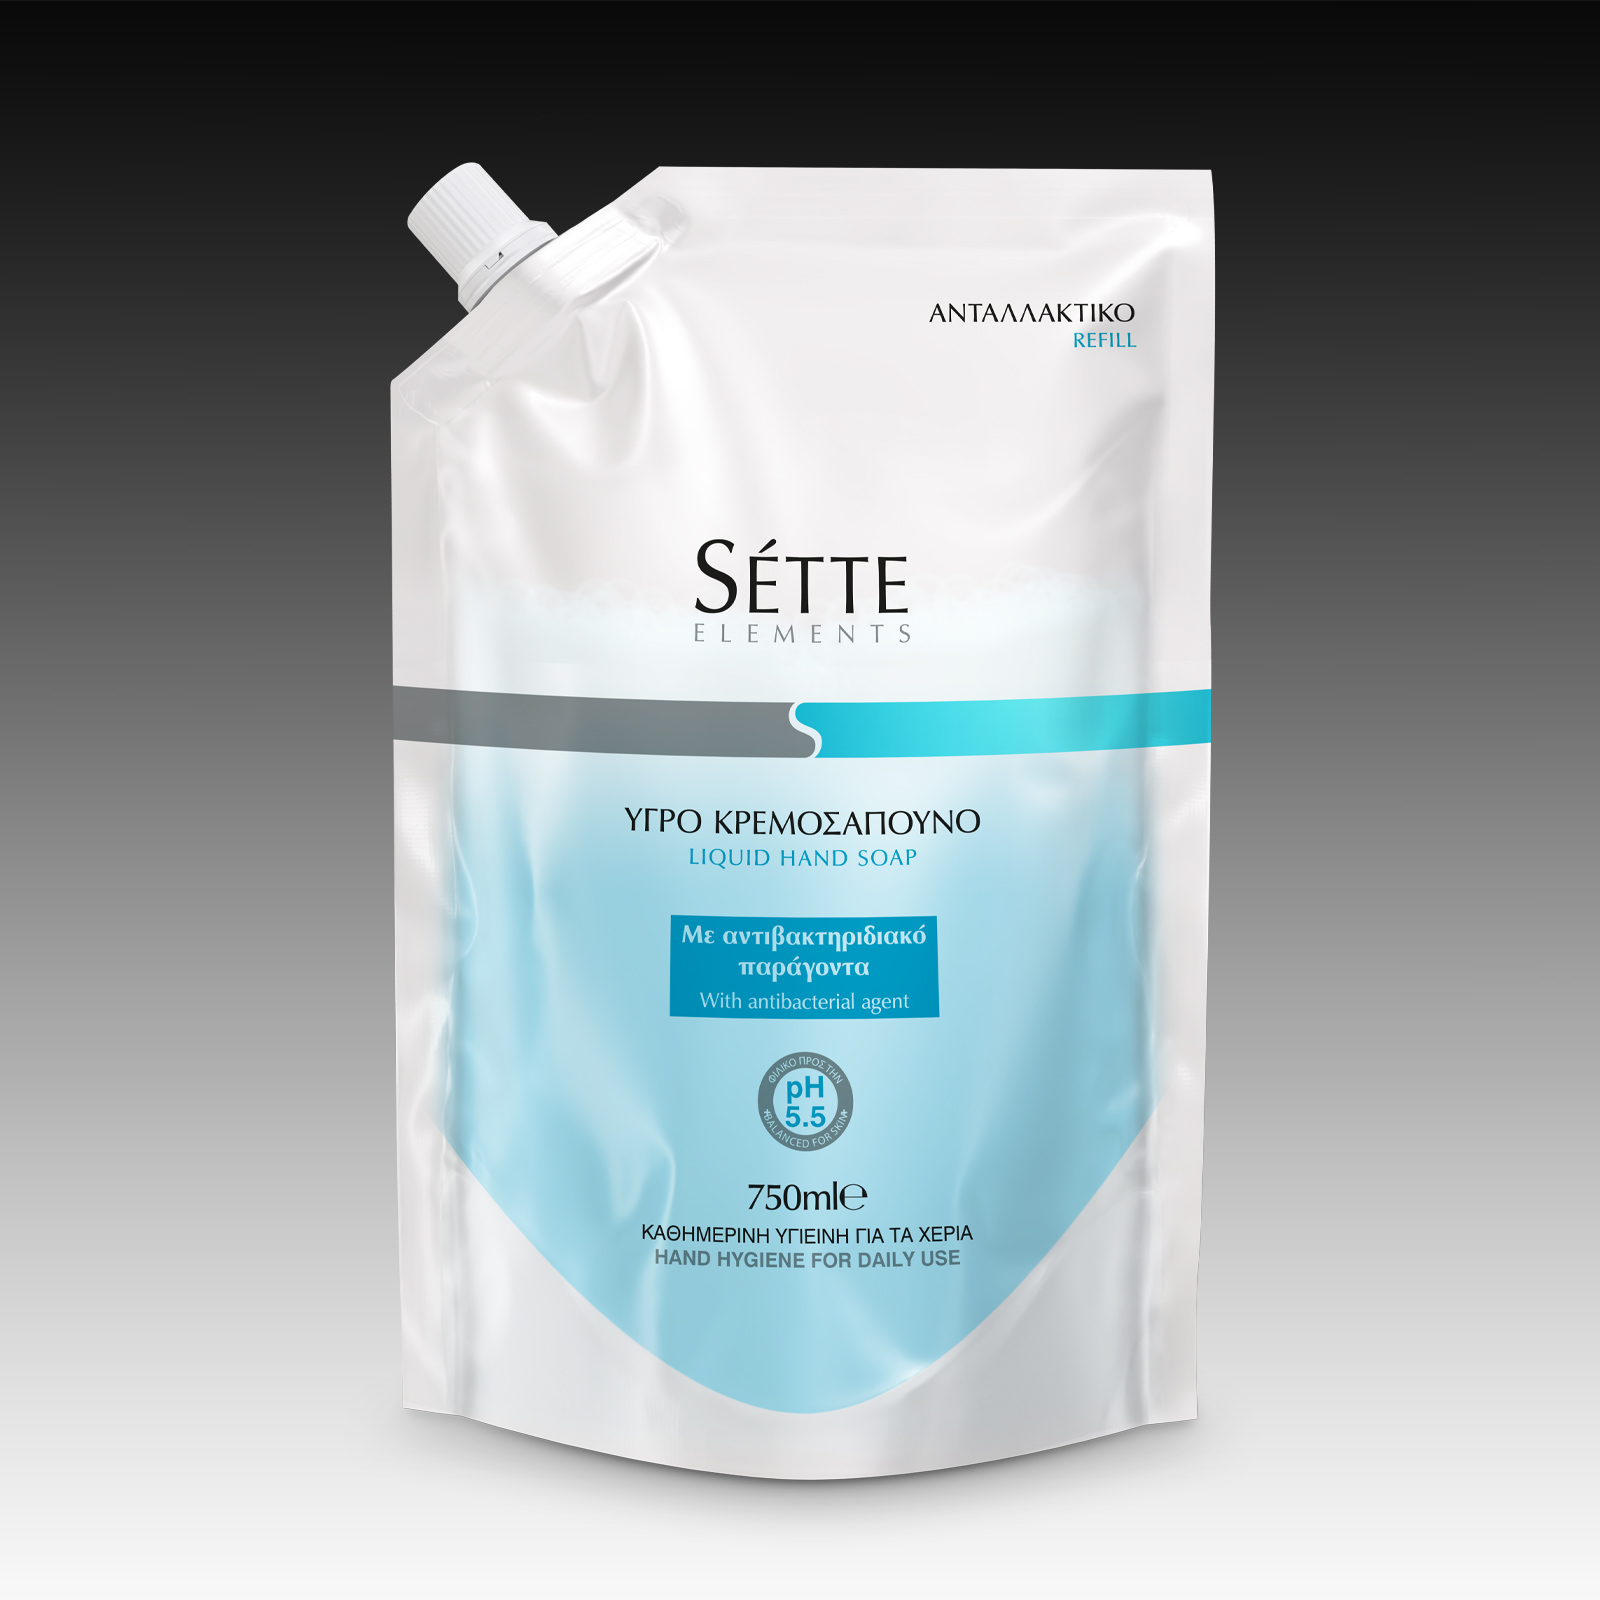 ΑΝΤΑΛΛΑΚΤΙΚΟ
REFILL
SÉTTE
ELEMENTS
ΥΓΡΟ ΚΡΕΜΟΣΑΠΟΥΝΟ
LIQUID HAND SOAP
Με αντιβακτηριδιακό
παράγοντα
With antibacterial agent
ΦΙΛΙΚΟ ΠΡΟΣ ΤΗΝ
pH
5.5
BALANCED FOR SKIN
750ml℮
ΚΑΘΗΜΕΡΙΝΗ ΥΓΙΕΙΝΗ ΓΙΑ ΤΑ ΧΕΡΙΑ
HAND HYGIENE FOR DAILY USE